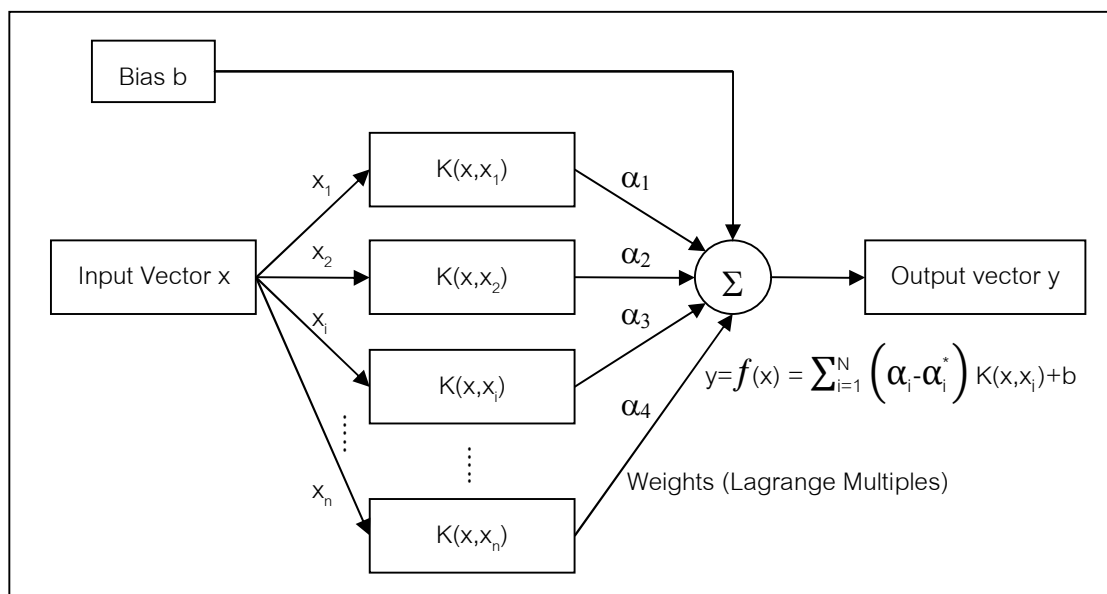 Bias b
K(x,x₁)
x₁
α₁
Input Vector x
x₂
K(x,x₂)
α₂
Σ
Output vector y
xᵢ
K(x,xᵢ)
α₃
y=f(x) = ∑ᵢ₌₁ᴺ (αᵢ-αᵢ*) K(x,xᵢ)+b
α₄
Weights (Lagrange Multiples)
xₙ
K(x,xₙ)